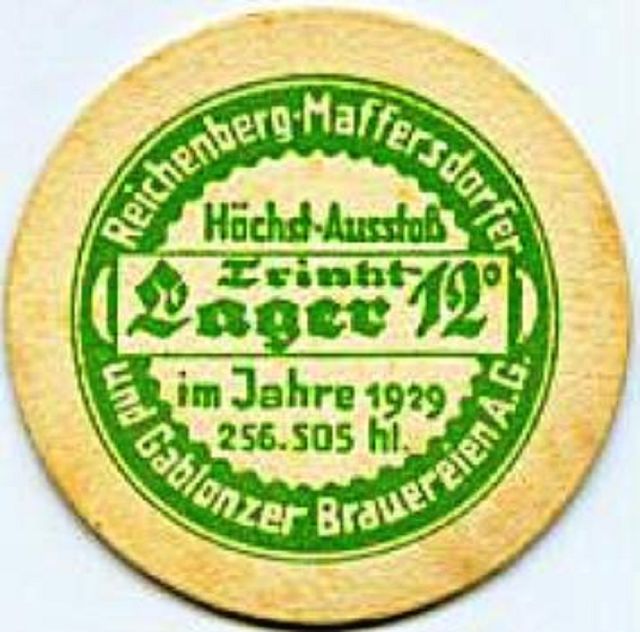 Reichenberg-Maffersdorfer
Höchst-Ausstoß
Trinkt
Lager 12°
im Jahre 1929
256.505 hl.
und Gablonzer Brauereien A.G.